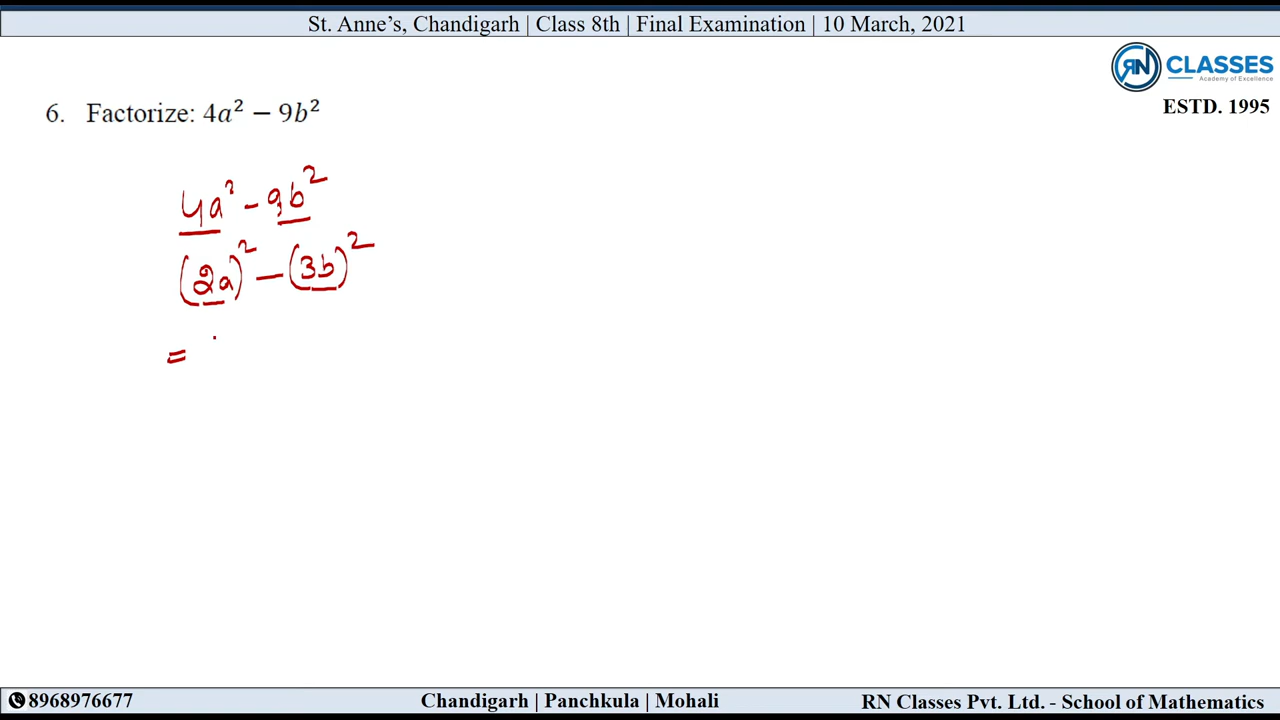 St. Anne's, Chandigarh | Class 8th | Final Examination | 10 March, 2021
RN CLASSES
Academy of Excellence
ESTD. 1995
6. Factorize: 4a² − 9b²
4a² - 9b²
(2a)² - (3b)²
=
8968976677
Chandigarh | Panchkula | Mohali
RN Classes Pvt. Ltd. - School of Mathematics